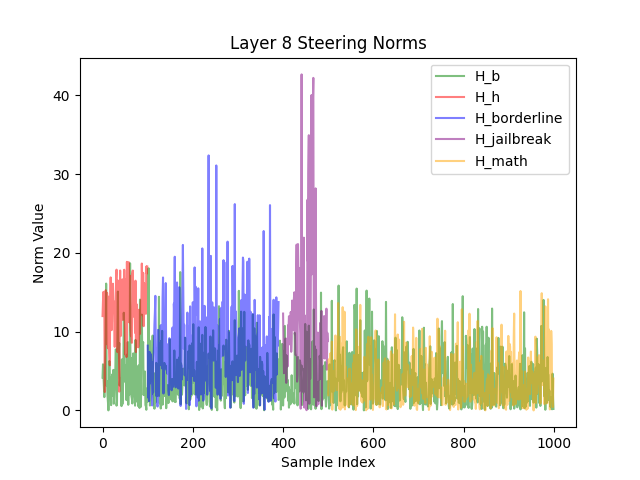 Layer 8 Steering Norms
H_b
H_h
H_borderline
H_jailbreak
H_math
Norm Value
40
30
20
10
0
0 200 400 600 800 1000
Sample Index